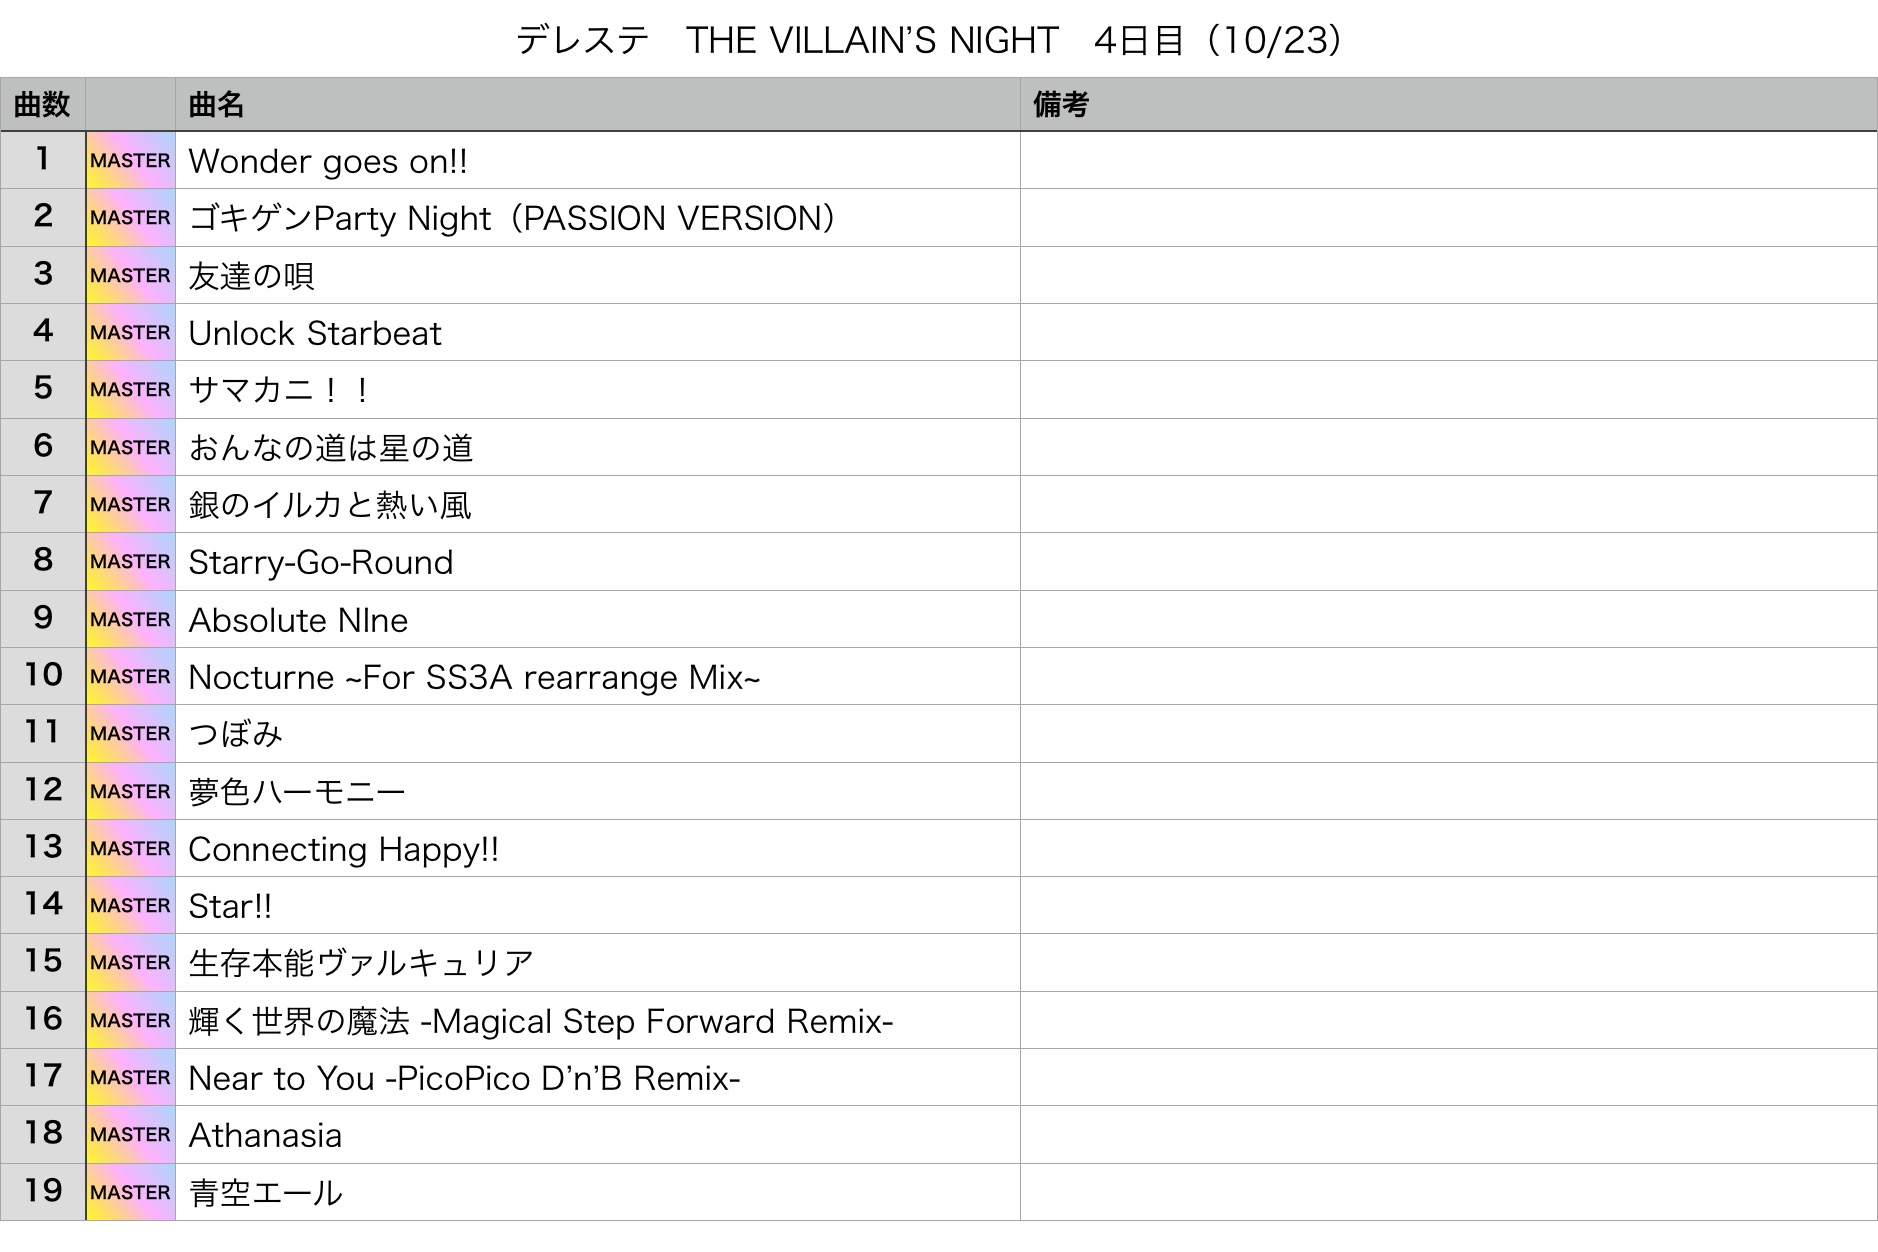 デレステ　THE VILLAIN’S NIGHT　4日目（10/23）
曲数 曲名 備考
1 MASTER Wonder goes on!!
2 MASTER ゴキゲンParty Night（PASSION VERSION）
3 MASTER 友達の唄
4 MASTER Unlock Starbeat
5 MASTER サマカニ！！
6 MASTER おんなの道は星の道
7 MASTER 銀のイルカと熱い風
8 MASTER Starry-Go-Round
9 MASTER Absolute NIne
10 MASTER Nocturne ~For SS3A rearrange Mix~
11 MASTER つぼみ
12 MASTER 夢色ハーモニー
13 MASTER Connecting Happy!!
14 MASTER Star!!
15 MASTER 生存本能ヴァルキュリア
16 MASTER 輝く世界の魔法 -Magical Step Forward Remix-
17 MASTER Near to You -PicoPico D’n’B Remix-
18 MASTER Athanasia
19 MASTER 青空エール